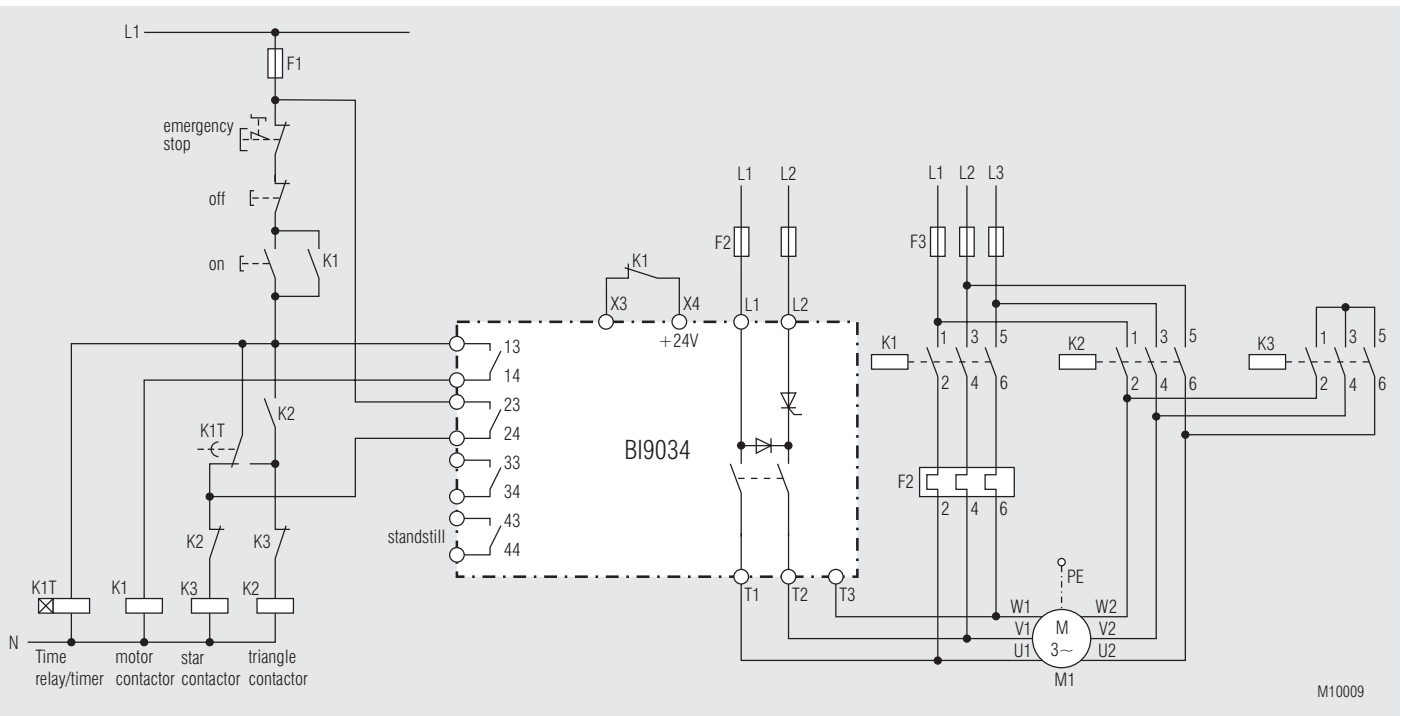 L1
F1
emergency
stop
off
on
K1
K1
X3
X4
+24V
L1
L2
F2
L1
L2
L1
L2
L3
F3
K1
1
3
5
2
4
6
K2
1
3
5
2
4
6
K3
1
3
5
2
4
6
13
14
23
24
33
34
43
44
standstill
BI9034
K2
K1T
K2
K3
K1T
K1
K3
K2
N
Time
relay/timer
motor
contactor
star
contactor
triangle
contactor
F2
2
4
6
T1
T2
T3
PE
W1
V1
U1
M
3~
W2
V2
U2
M1
M10009